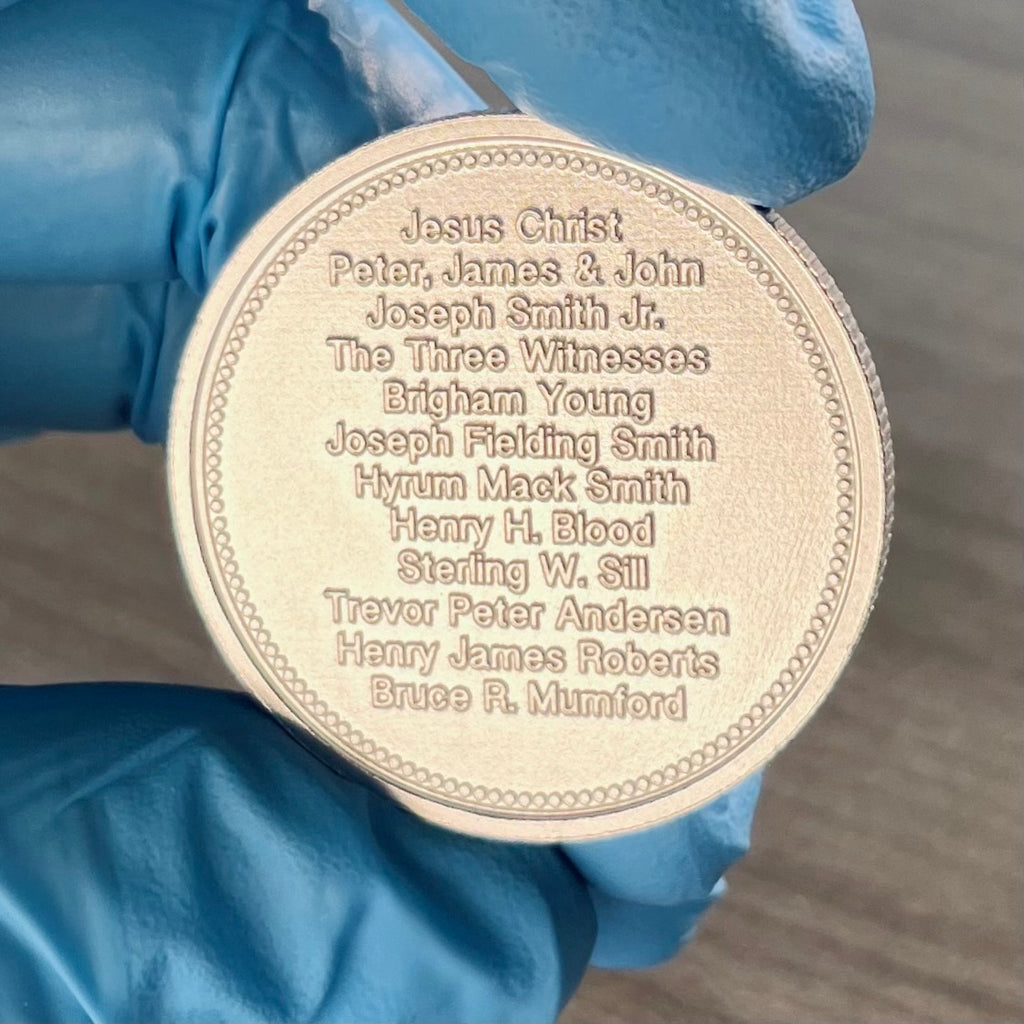 Jesus Christ
Peter, James & John
Joseph Smith Jr.
The Three Witnesses
Brigham Young
Joseph Fielding Smith
Hyrum Mack Smith
Henry H. Blood
Sterling W. Sill
Trevor Peter Andersen
Henry James Roberts
Bruce R. Mumford